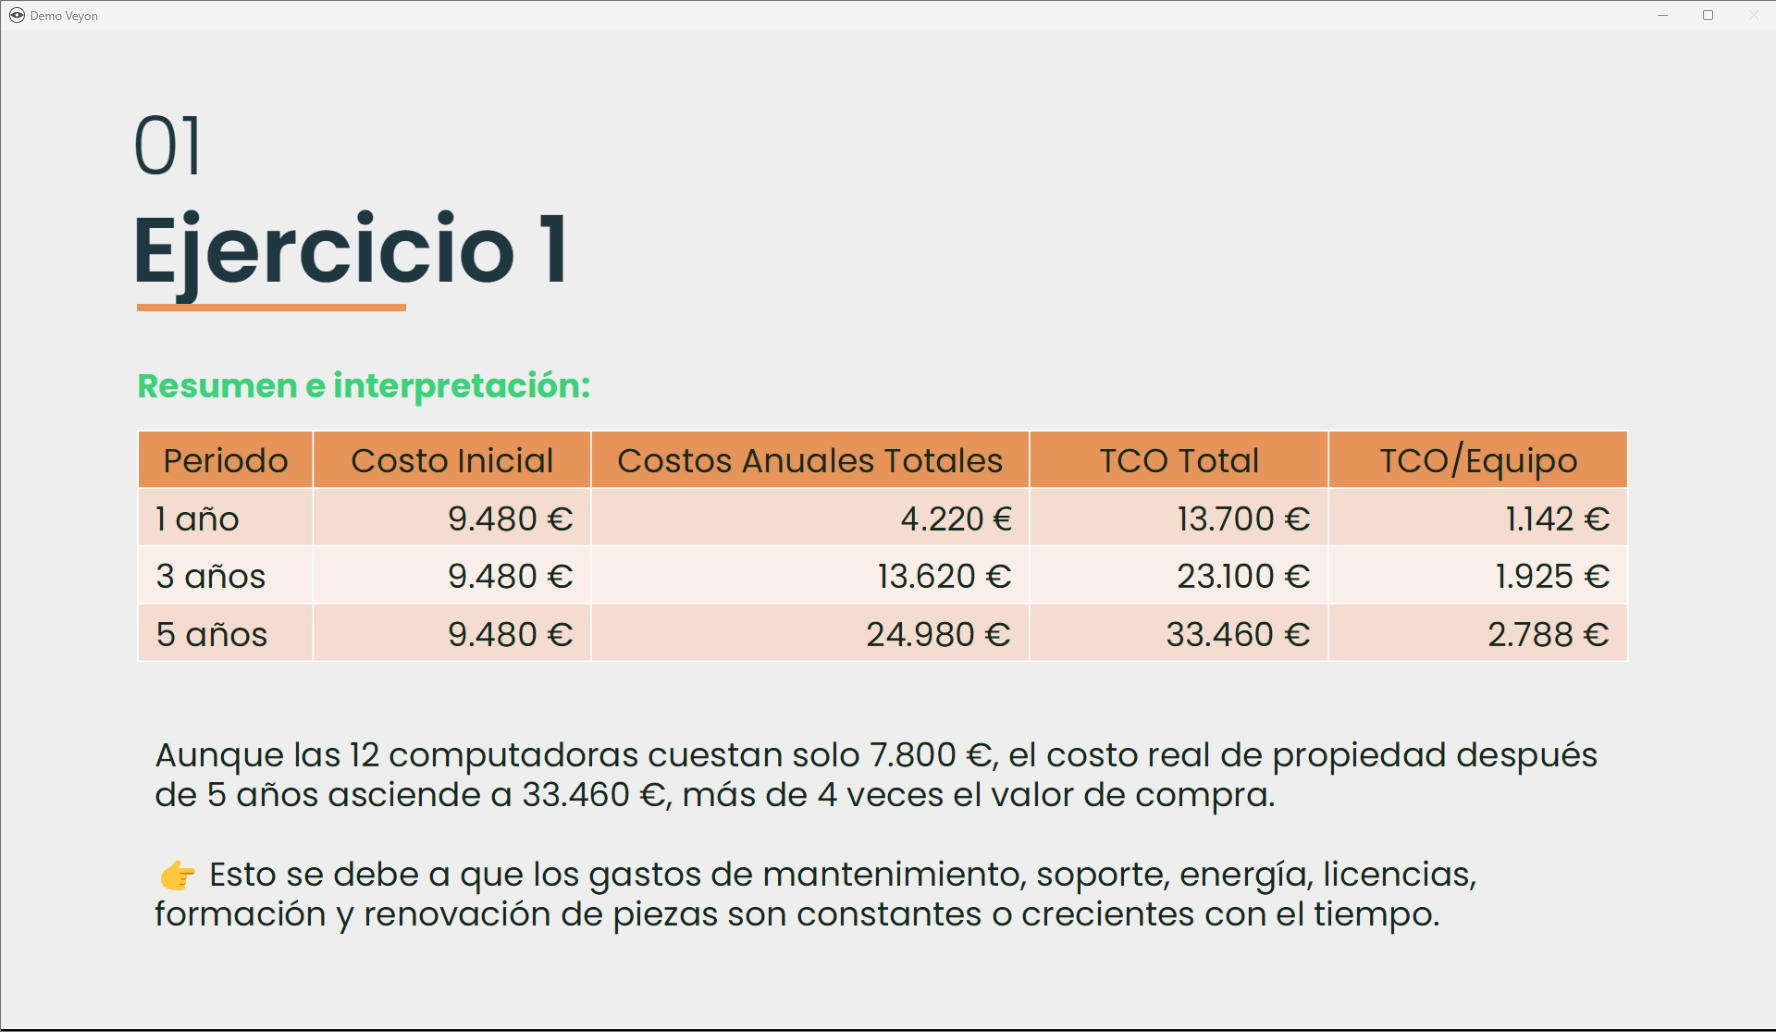 Demo Veyon
01
Ejercicio 1
Resumen e interpretación:
Periodo Costo Inicial Costos Anuales Totales TCO Total TCO/Equipo
1 año 9.480 € 4.220 € 13.700 € 1.142 €
3 años 9.480 € 13.620 € 23.100 € 1.925 €
5 años 9.480 € 24.980 € 33.460 € 2.788 €
Aunque las 12 computadoras cuestan solo 7.800 €, el costo real de propiedad después
de 5 años asciende a 33.460 €, más de 4 veces el valor de compra.
👉 Esto se debe a que los gastos de mantenimiento, soporte, energía, licencias,
formación y renovación de piezas son constantes o crecientes con el tiempo.